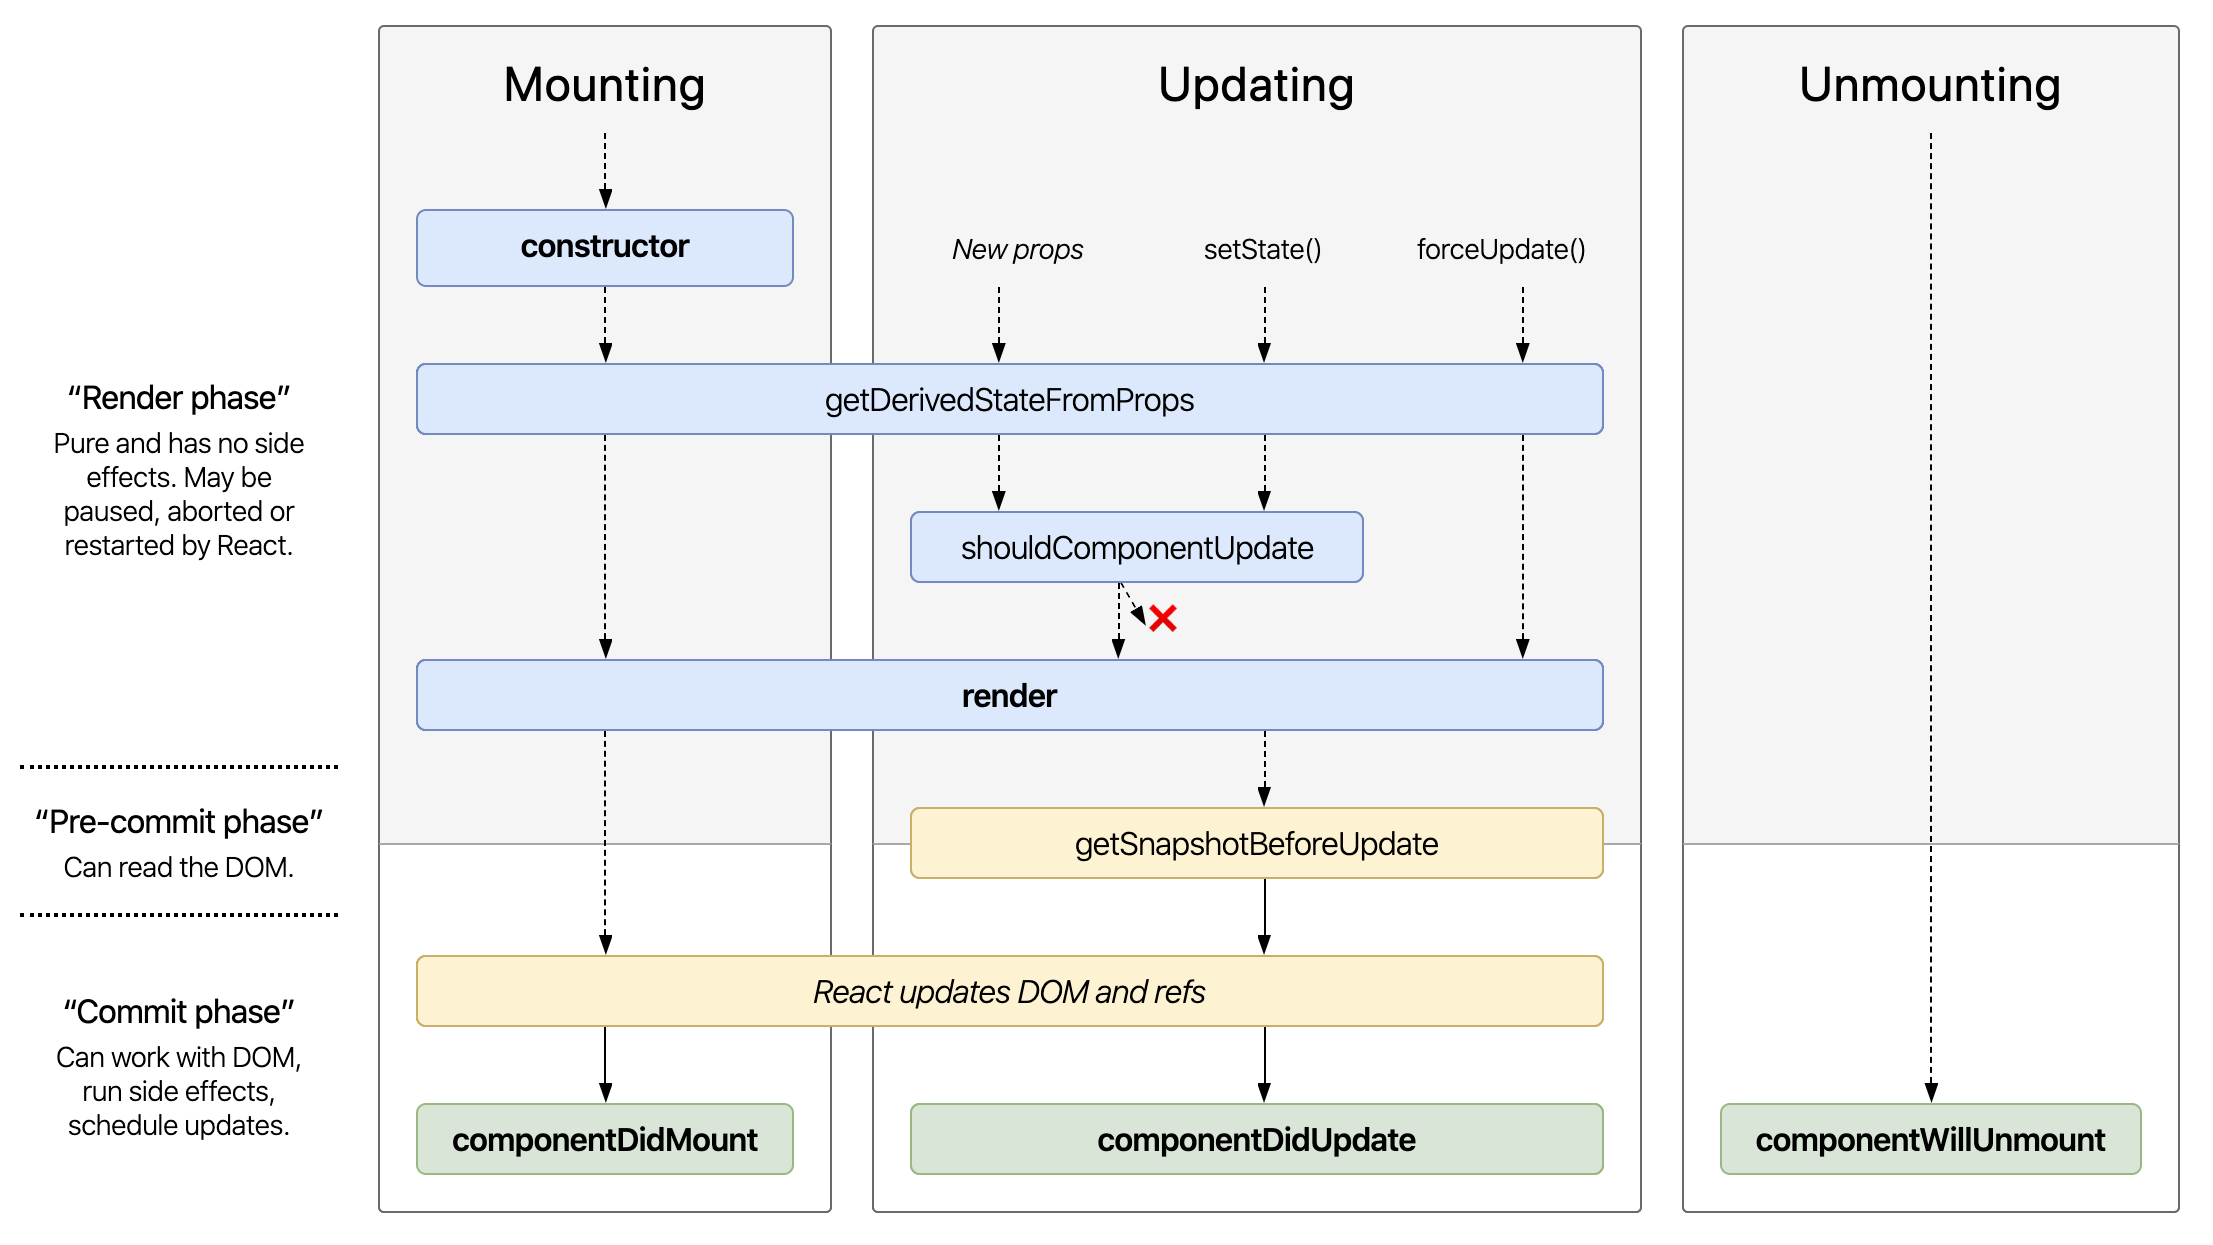 Mounting
Updating
Unmounting
constructor
New props
setState()
forceUpdate()
“Render phase”
Pure and has no side
effects. May be
paused, aborted or
restarted by React.
getDerivedStateFromProps
shouldComponentUpdate
render
“Pre-commit phase”
Can read the DOM.
getSnapshotBeforeUpdate
“Commit phase”
Can work with DOM,
run side effects,
schedule updates.
React updates DOM and refs
componentDidMount
componentDidUpdate
componentWillUnmount